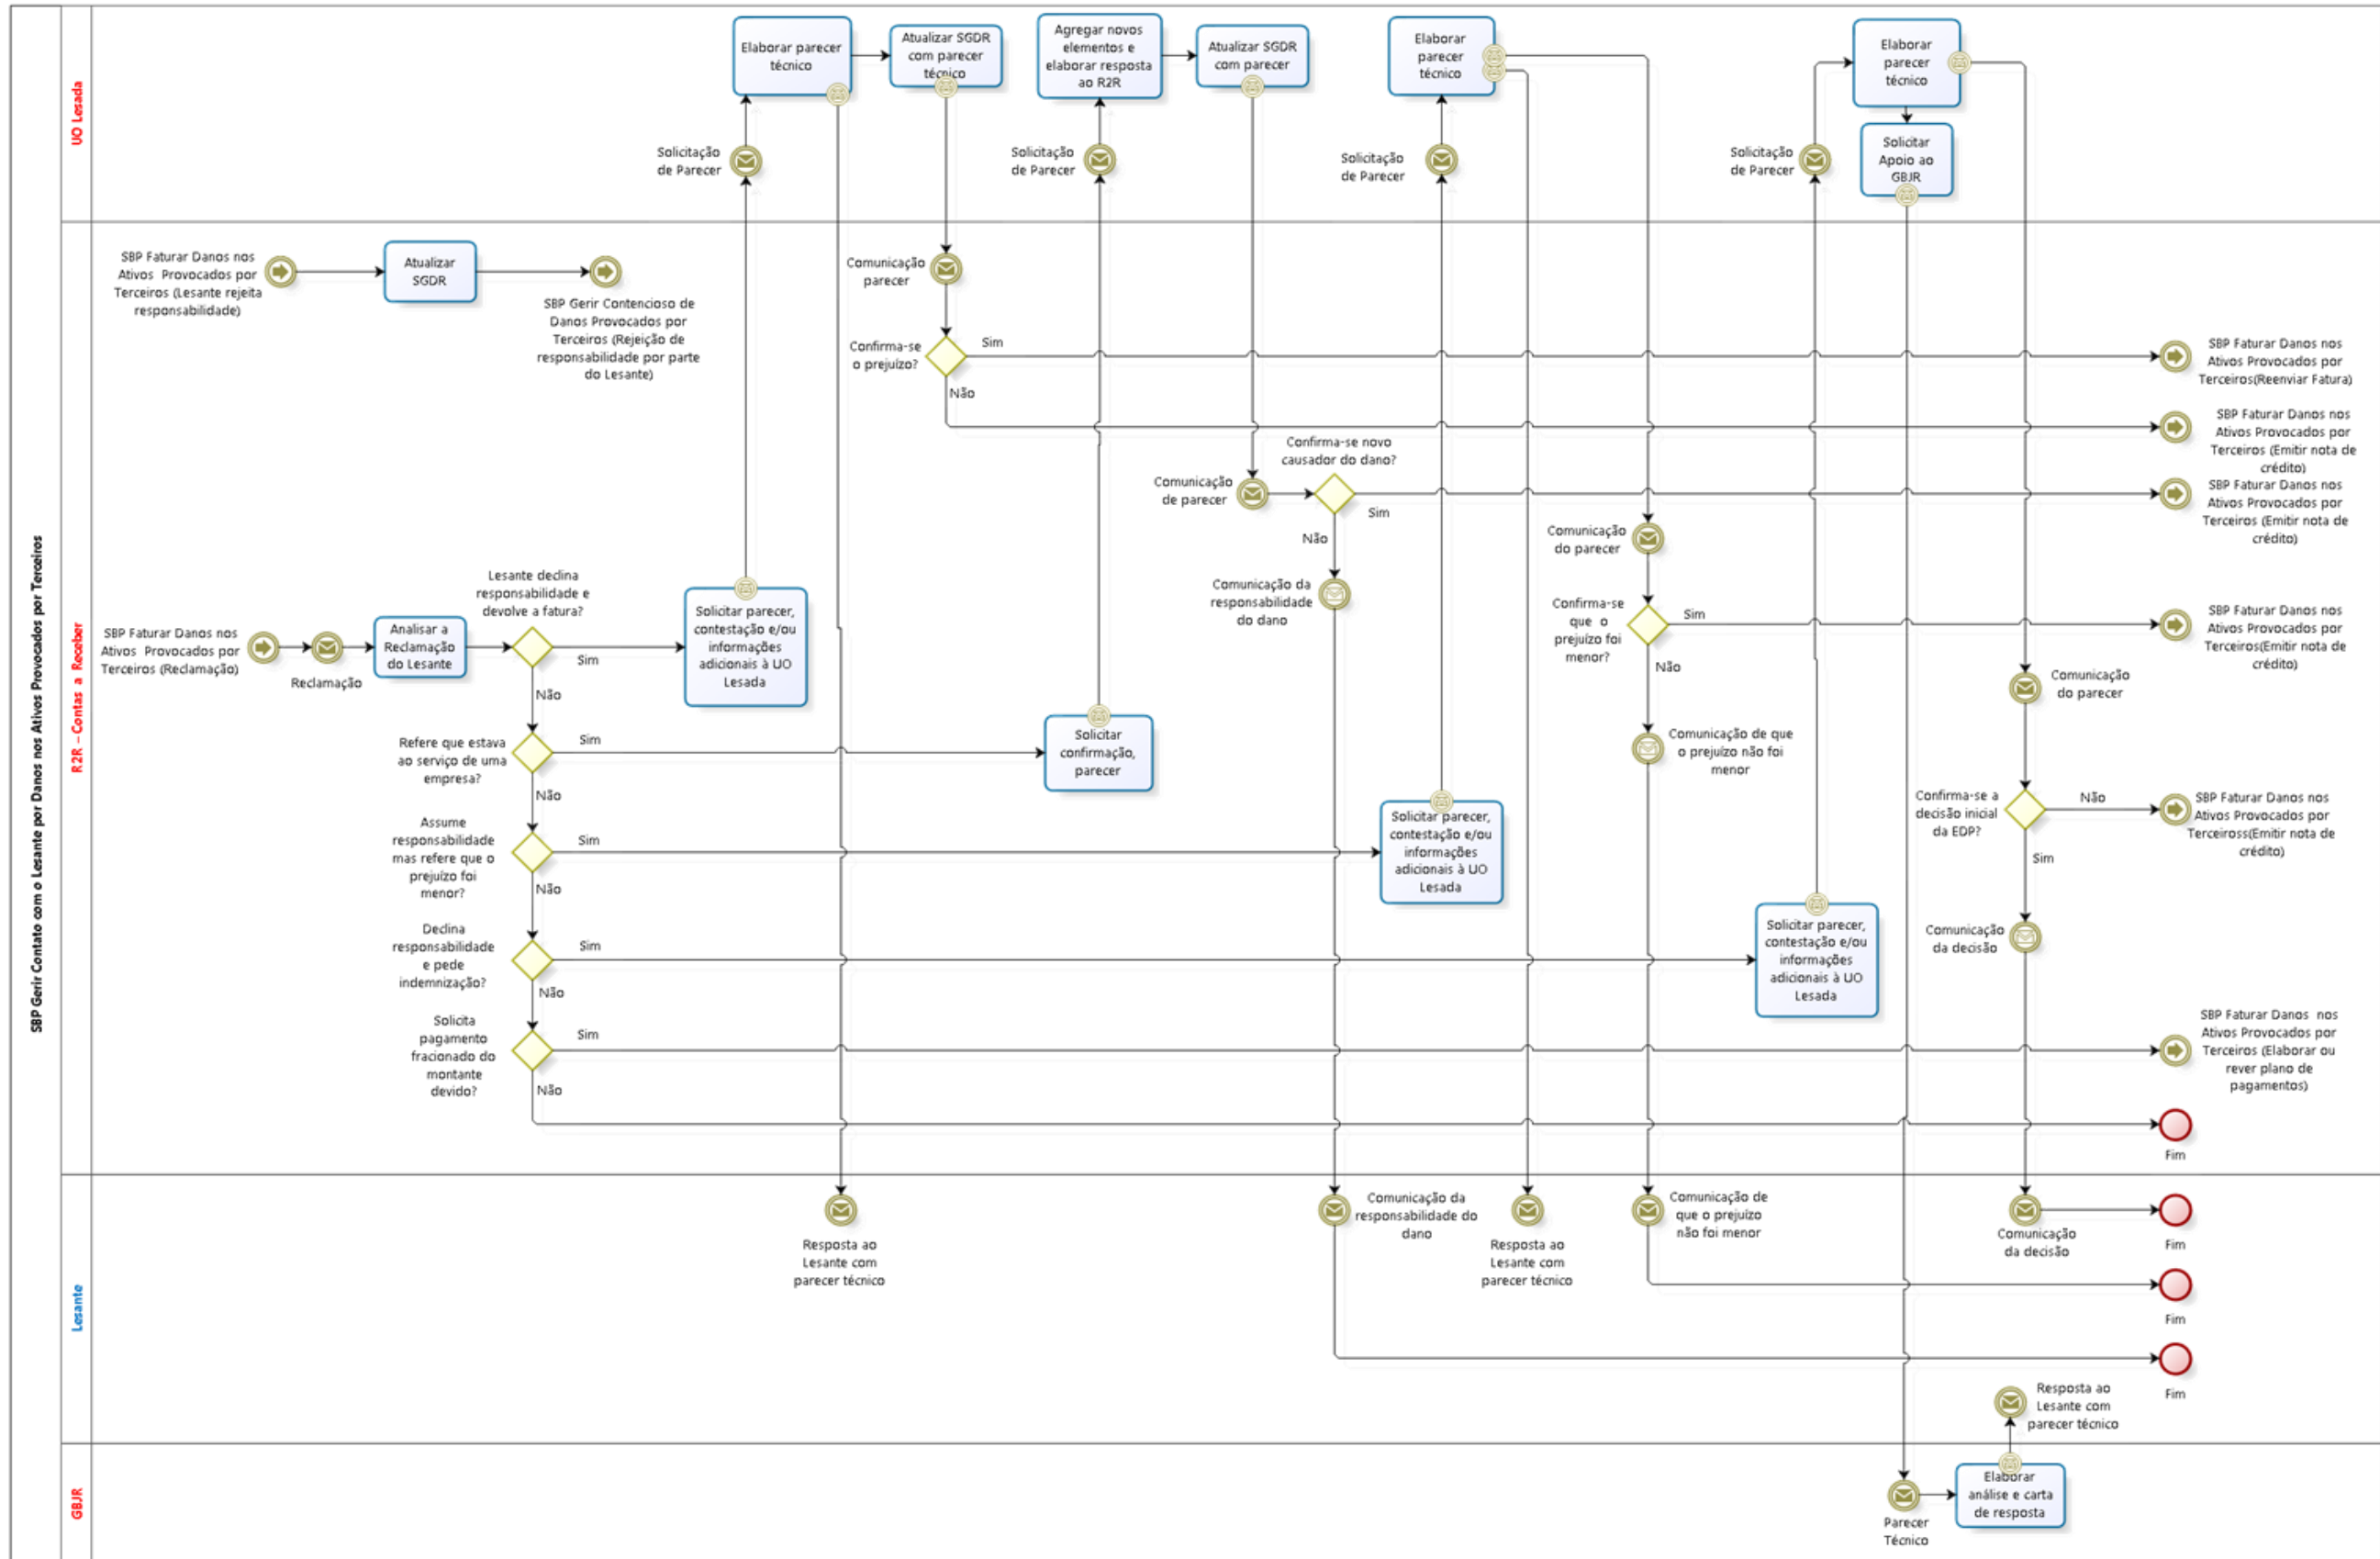 SBP Gerir Contato com o Lesante por Danos nos Ativos Provocados por Terceiros
UO Lesada
Elaborar parecer
técnico
Atualizar SGDR
com parecer
técnico
Agregar novos
elementos e
elaborar resposta
ao R2R
Atualizar SGDR
com parecer
Elaborar
parecer
técnico
Elaborar
parecer
técnico
Solicitação
de Parecer
Solicitação
de Parecer
Solicitação
de Parecer
Solicitação
de Parecer
Solicitar
Apoio ao
GBJR
R2R – Contas a Receber
SBP Faturar Danos nos
Ativos Provocados por
Terceiros (Lesante rejeita
responsabilidade)
Atualizar
SGDR
SBP Gerir Contencioso de
Danos Provocados por
Terceiros (Rejeição de
responsabilidade por parte
do Lesante)
Comunicação
parecer
Confirma-se
o prejuízo?
Sim
Não
SBP Faturar Danos nos
Ativos Provocados por
Terceiros(Reenviar Fatura)
SBP Faturar Danos nos
Ativos Provocados por
Terceiros (Emitir nota de
crédito)
Confirma-se novo
causador do dano?
Comunicação
de parecer
Sim
Não
SBP Faturar Danos nos
Ativos Provocados por
Terceiros (Emitir nota de
crédito)
Comunicação da
responsabilidade
do dano
Comunicação
do parecer
Confirma-se
que o
prejuízo foi
menor?
Sim
Não
SBP Faturar Danos nos
Ativos Provocados por
Terceiros(Emitir nota de
crédito)
Comunicação de que
o prejuízo não foi
menor
Comunicação
do parecer
SBP Faturar Danos nos
Ativos Provocados por
Terceiros (Reclamação)
Reclamação
Analisar a
Reclamação
do Lesante
Lesante declina
responsabilidade e
devolve a fatura?
Sim
Não
Solicitar parecer,
contestação e/ou
informações
adicionais à UO
Lesada
Refere que estava
ao serviço de uma
empresa?
Sim
Não
Solicitar
confirmação,
parecer
Assume
responsabilidade
mas refere que o
prejuízo foi
menor?
Sim
Não
Solicitar parecer,
contestação e/ou
informações
adicionais à UO
Lesada
Confirma-se a
decisão inicial
da EDP?
Não
Sim
SBP Faturar Danos nos
Ativos Provocados por
Terceiross(Emitir nota de
crédito)
Declina
responsabilidade
e pede
indemnização?
Sim
Não
Solicitar parecer,
contestação e/ou
informações
adicionais à UO
Lesada
Comunicação
da decisão
Solicita
pagamento
fracionado do
montante
devido?
Sim
Não
SBP Faturar Danos nos
Ativos Provocados por
Terceiros (Elaborar ou
rever plano de
pagamentos)
Fim
Lesante
Resposta ao
Lesante com
parecer técnico
Comunicação da
responsabilidade do
dano
Resposta ao
Lesante com
parecer técnico
Comunicação de
que o prejuízo
não foi menor
Comunicação
da decisão
Fim
Fim
Fim
Resposta ao
Lesante com
parecer técnico
GBJR
Parecer
Técnico
Elaborar
análise e carta
de resposta